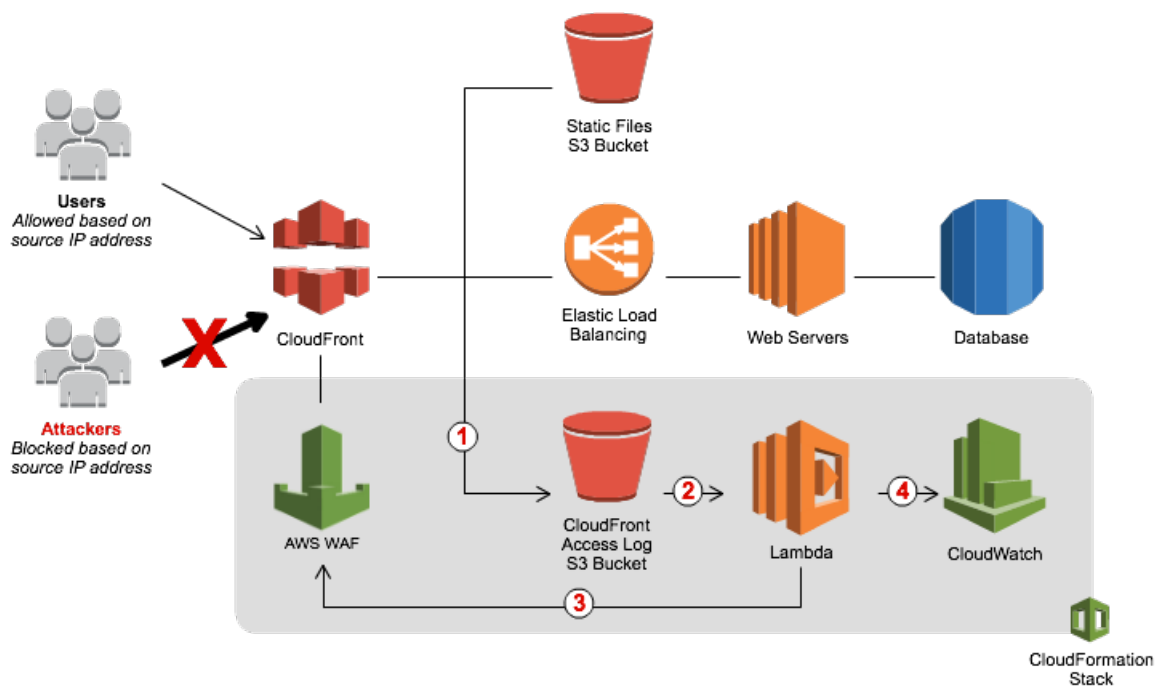 Static Files
S3 Bucket
Users
Allowed based on
source IP address
CloudFront
Elastic Load
Balancing
Web Servers
Database
X
Attackers
Blocked based on
source IP address
1
2
4
AWS WAF
CloudFront
Access Log
S3 Bucket
Lambda
CloudWatch
3
CloudFormation
Stack